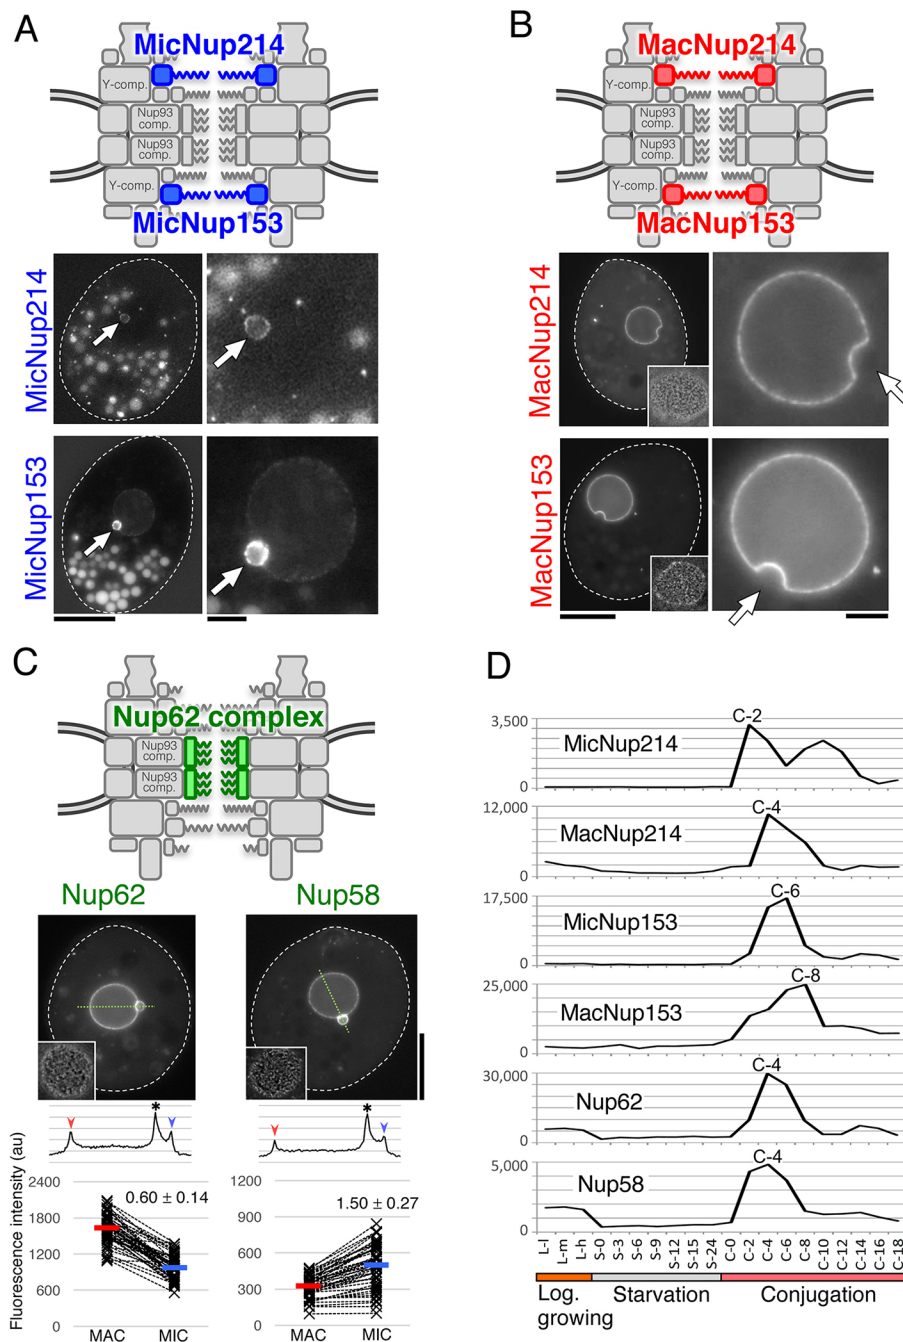 A
MicNup214
Y-comp.
Nup93
comp.
Nup93
comp.
Y-comp.
MicNup153
MicNup214
MicNup153
B
MacNup214
Y-comp.
Nup93
comp.
Nup93
comp.
Y-comp.
MacNup153
MacNup214
MacNup153
C
Nup62 complex
Nup93
comp.
Nup93
comp.
Nup62
Nup58
*
*
Fluorescence intensity (au)
2400
1800
1200
600
0
0.60 ± 0.14
MAC MIC
1200
900
600
300
0
1.50 ± 0.27
MAC MIC
D
3,500
0
C-2
MicNup214
12,000
0
C-4
MacNup214
17,500
0
C-6
MicNup153
25,000
0
C-8
MacNup153
30,000
0
C-4
Nup62
5,000
0
C-4
Nup58
L-l
L-m
L-h
S-0
S-3
S-6
S-9
S-12
S-15
S-24
C-0
C-2
C-4
C-6
C-8
C-10
C-12
C-14
C-16
C-18
Log.
growing
Starvation
Conjugation